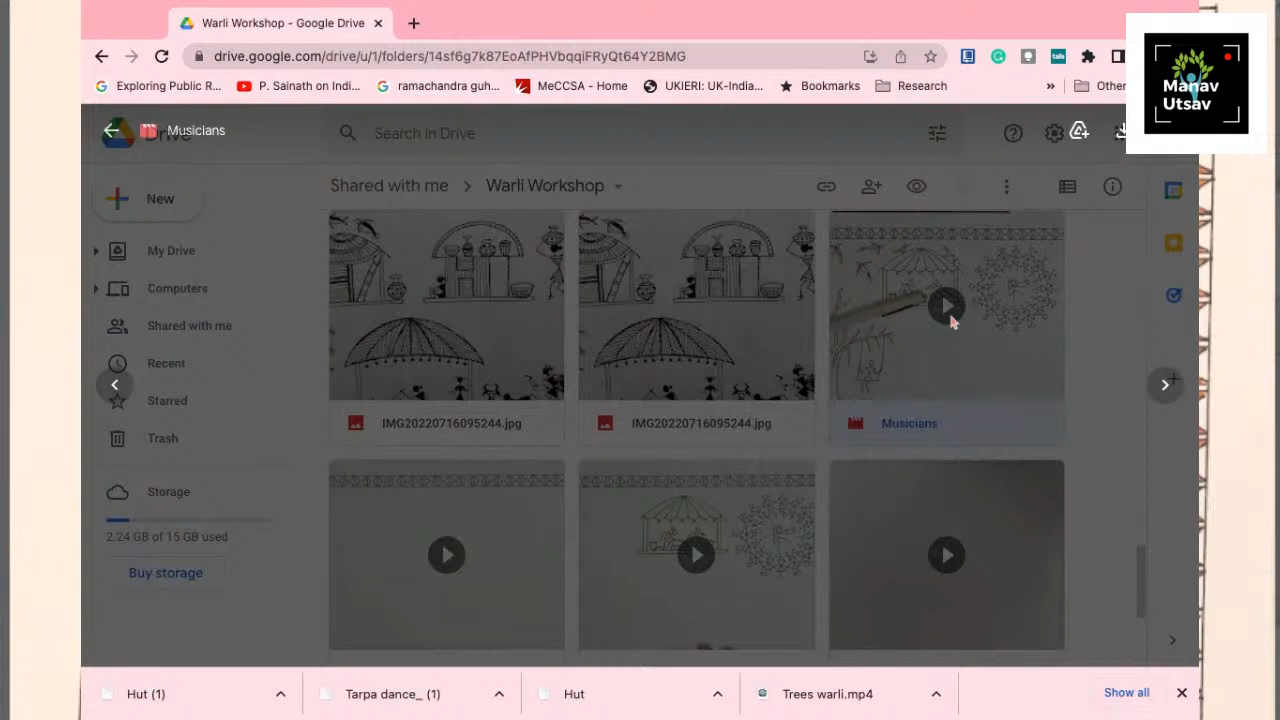 Warli Workshop - Google Drive
drive.google.com/drive/u/1/folders/
Exploring Public R...
P. Sainath on Indi...
ramachandra guh...
MeCCSA - Home
UKIERI: UK-India...
Bookmarks
Research
»
Other
Manav
Utsav
Musicians
Drive
Search in Drive
New
Shared with me > Warli Workshop
My Drive
Computers
Shared with me
Recent
Starred
Trash
Storage
2.24 GB of 15 GB used
Buy storage
IMG20220716095244.jpg
IMG20220716095244.jpg
Musicians
Hut (1)
Tarpa dance_ (1)
Hut
Trees warli.mp4
Show all